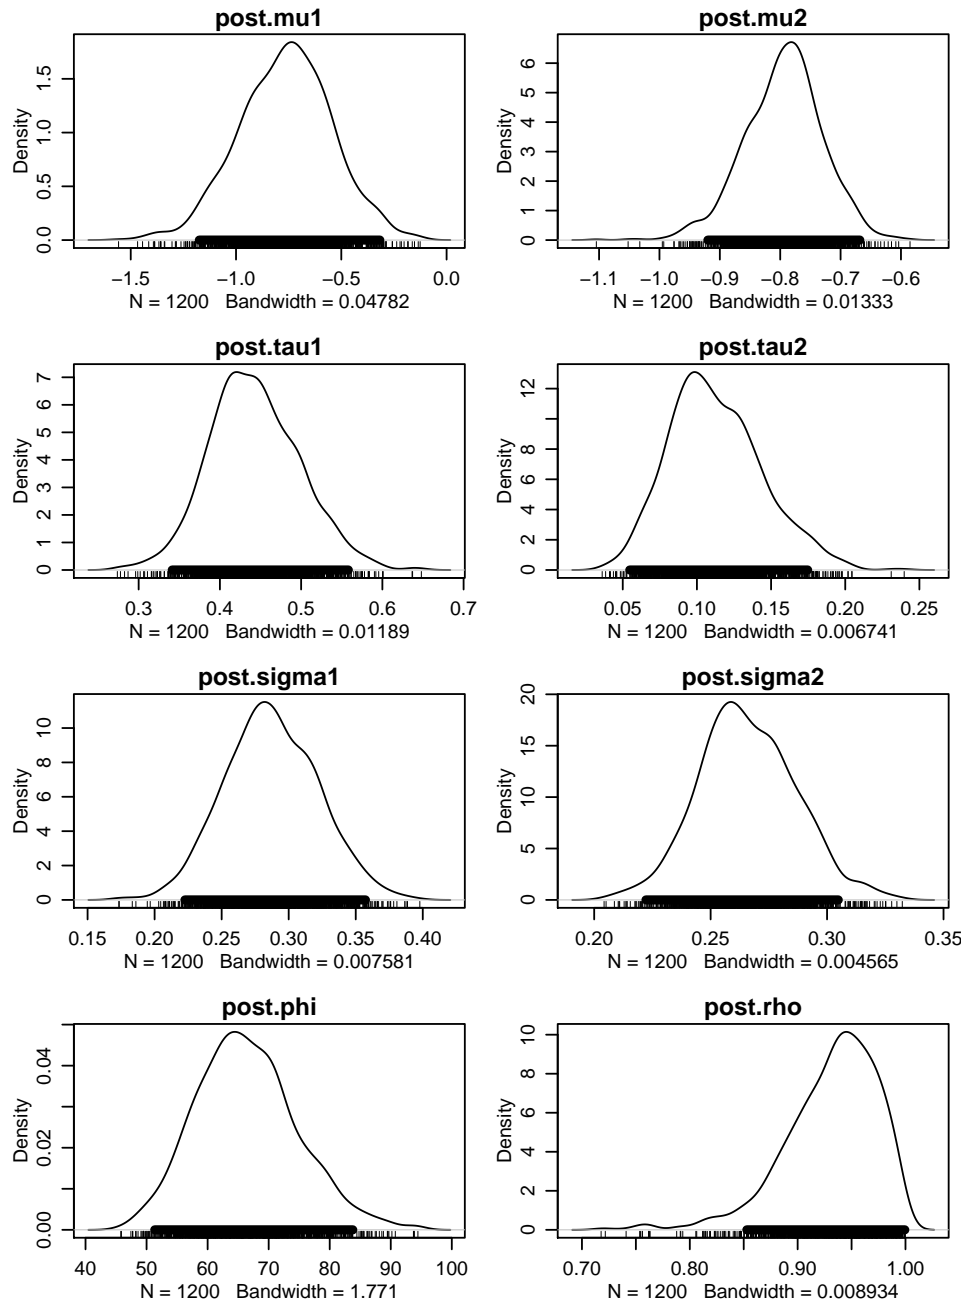 post.mu1
Density
0.0 0.5 1.0 1.5
−1.5 −1.0 −0.5 0.0
N = 1200 Bandwidth = 0.04782
post.mu2
Density
0 1 2 3 4 5 6
−1.1 −1.0 −0.9 −0.8 −0.7 −0.6
N = 1200 Bandwidth = 0.01333
post.tau1
Density
0 1 2 3 4 5 6 7
0.3 0.4 0.5 0.6 0.7
N = 1200 Bandwidth = 0.01189
post.tau2
Density
0 2 4 6 8 12
0.05 0.10 0.15 0.20 0.25
N = 1200 Bandwidth = 0.006741
post.sigma1
Density
0 2 4 6 8 10
0.15 0.20 0.25 0.30 0.35 0.40
N = 1200 Bandwidth = 0.007581
post.sigma2
Density
0 5 10 15 20
0.20 0.25 0.30 0.35
N = 1200 Bandwidth = 0.004565
post.phi
Density
0.00 0.02 0.04
40 50 60 70 80 90 100
N = 1200 Bandwidth = 1.771
post.rho
Density
0 2 4 6 8 10
0.70 0.80 0.90 1.00
N = 1200 Bandwidth = 0.008934